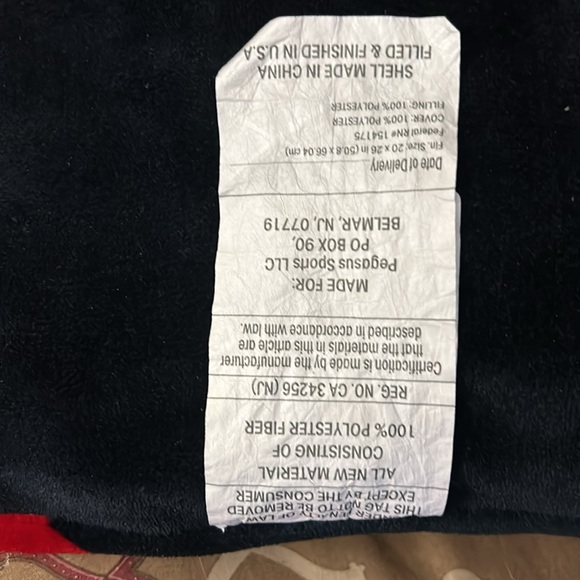 UNDER PENALTY OF LAW
THIS TAG NOT TO BE REMOVED
EXCEPT BY THE CONSUMER
ALL NEW MATERIAL
CONSISTING OF
100% POLYESTER FIBER
REG. NO. CA 34256 (NJ)
Certification is made by the manufacturer
that the materials in this article are
described in accordance with law.
MADE FOR:
Pegasus Sports LLC
PO BOX 90,
BELMAR, NJ, 07719
Date of Delivery
Fin. Size; 20 x 26 in (50.8 x 66.04 cm)
Federal RN# 154175
COVER: 100% POLYESTER
FILLING: 100% POLYESTER
SHELL MADE IN CHINA
FILLED & FINISHED IN U.S.A